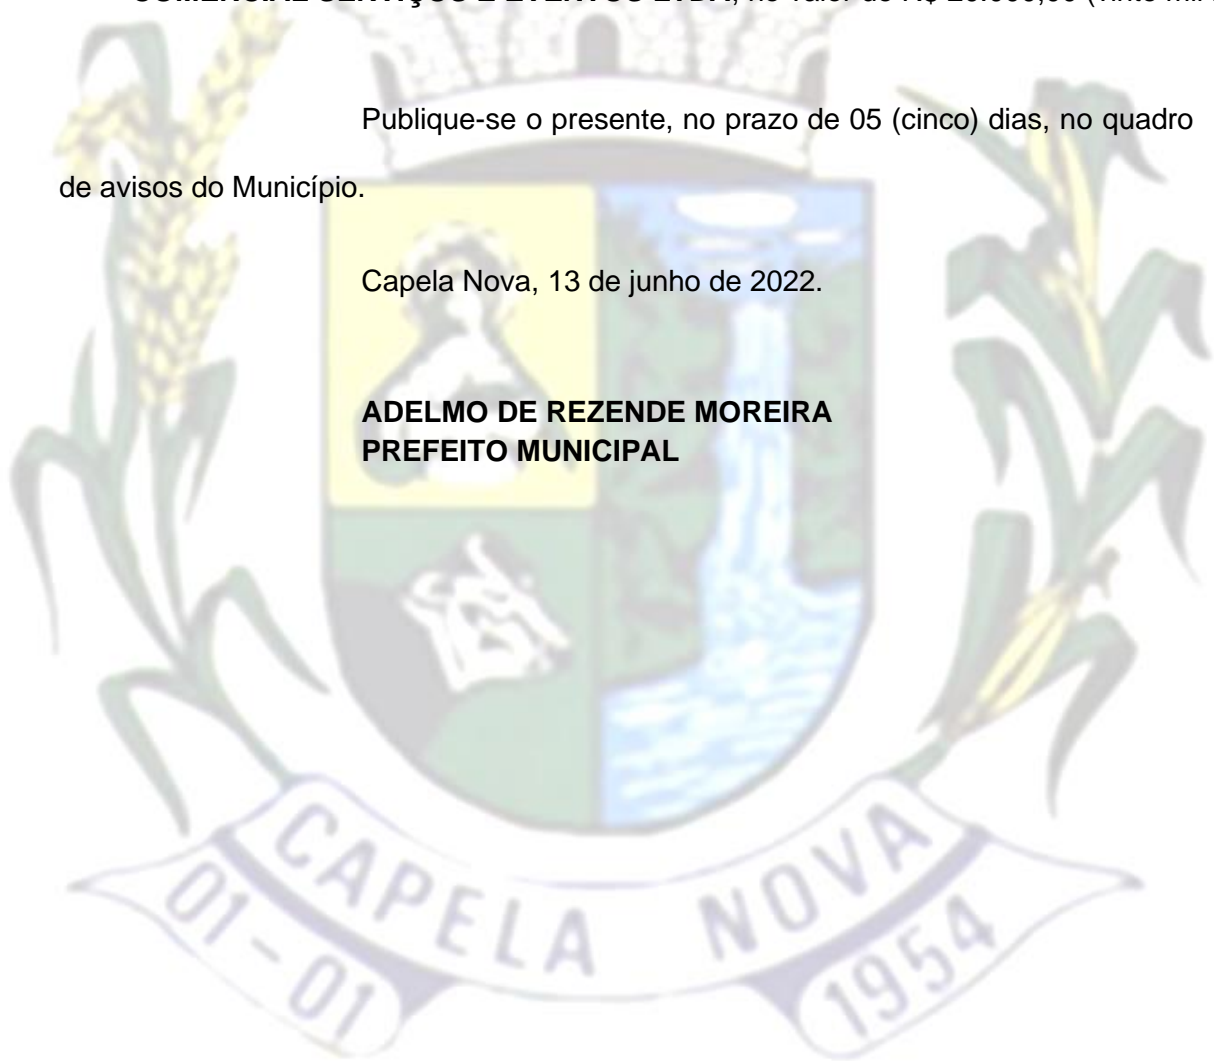 Publique-se o presente, no prazo de 05 (cinco) dias, no quadro
de avisos do Município.
Capela Nova, 13 de junho de 2022.
ADELMO DE REZENDE MOREIRA
PREFEITO MUNICIPAL
CAPELA NOVA
01-01 1954